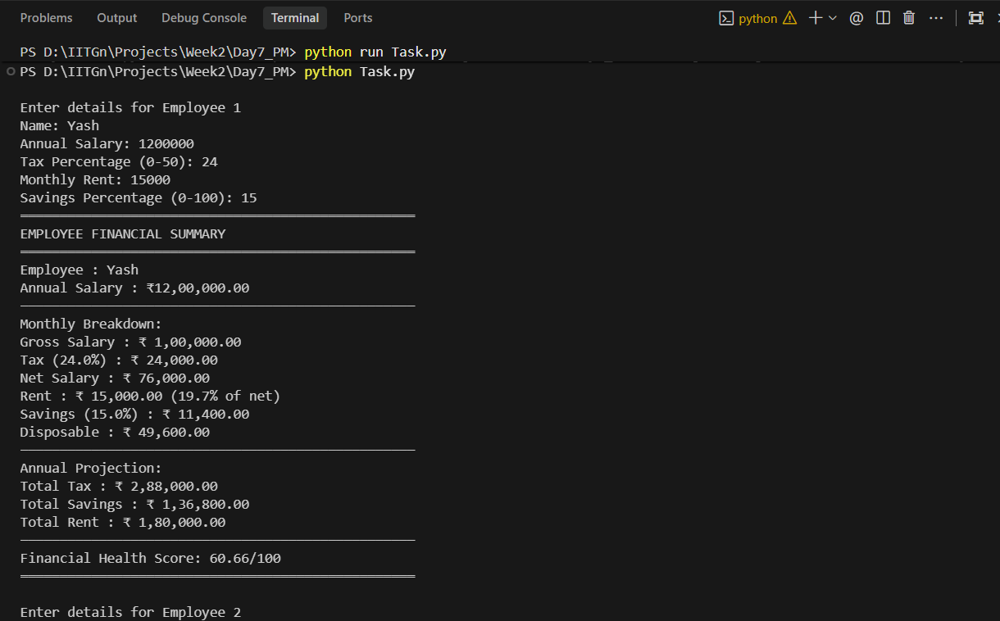 Problems Output Debug Console Terminal Ports python
PS D:\IITGn\Projects\Week2\Day7_PM> python run Task.py
PS D:\IITGn\Projects\Week2\Day7_PM> python Task.py
Enter details for Employee 1
Name: Yash
Annual Salary: 1200000
Tax Percentage (0-50): 24
Monthly Rent: 15000
Savings Percentage (0-100): 15
EMPLOYEE FINANCIAL SUMMARY
Employee : Yash
Annual Salary : ₹12,00,000.00
Monthly Breakdown:
Gross Salary : ₹ 1,00,000.00
Tax (24.0%) : ₹ 24,000.00
Net Salary : ₹ 76,000.00
Rent : ₹ 15,000.00 (19.7% of net)
Savings (15.0%) : ₹ 11,400.00
Disposable : ₹ 49,600.00
Annual Projection:
Total Tax : ₹ 2,88,000.00
Total Savings : ₹ 1,36,800.00
Total Rent : ₹ 1,80,000.00
Financial Health Score: 60.66/100
Enter details for Employee 2